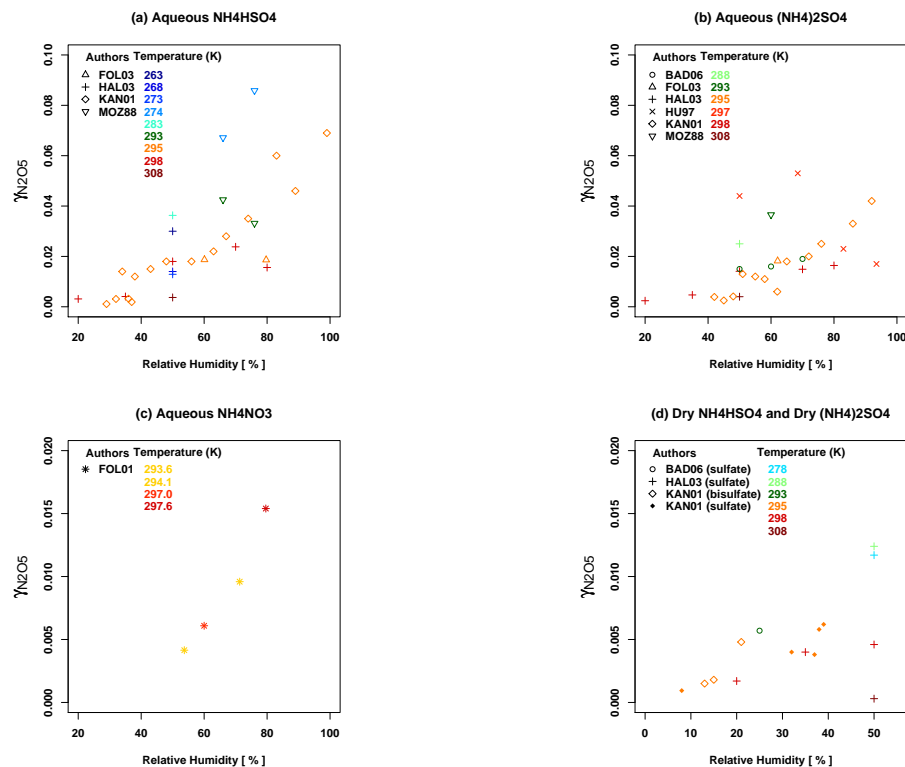 (a) Aqueous NH4HSO4
Authors Temperature (K)
FOL03 263
HAL03 268
KAN01 273
MOZ88 274
283
293
295
298
308
0.00 0.02 0.04 0.06 0.08 0.10
γN2O5
20 40 60 80 100
Relative Humidity [ % ]
(b) Aqueous (NH4)2SO4
Authors Temperature (K)
BAD06 288
FOL03 293
HAL03 295
HU97 297
KAN01 298
MOZ88 308
0.00 0.02 0.04 0.06 0.08 0.10
γN2O5
20 40 60 80 100
Relative Humidity [ % ]
(c) Aqueous NH4NO3
Authors Temperature (K)
FOL01 293.6
294.1
297.0
297.6
0.000 0.005 0.010 0.015 0.020
γN2O5
20 40 60 80 100
Relative Humidity [ % ]
(d) Dry NH4HSO4 and Dry (NH4)2SO4
Authors Temperature (K)
BAD06 (sulfate) 278
HAL03 (sulfate) 288
KAN01 (bisulfate) 293
KAN01 (sulfate) 295
298
308
0.000 0.005 0.010 0.015 0.020
γN2O5
0 10 20 30 40 50
Relative Humidity [ % ]